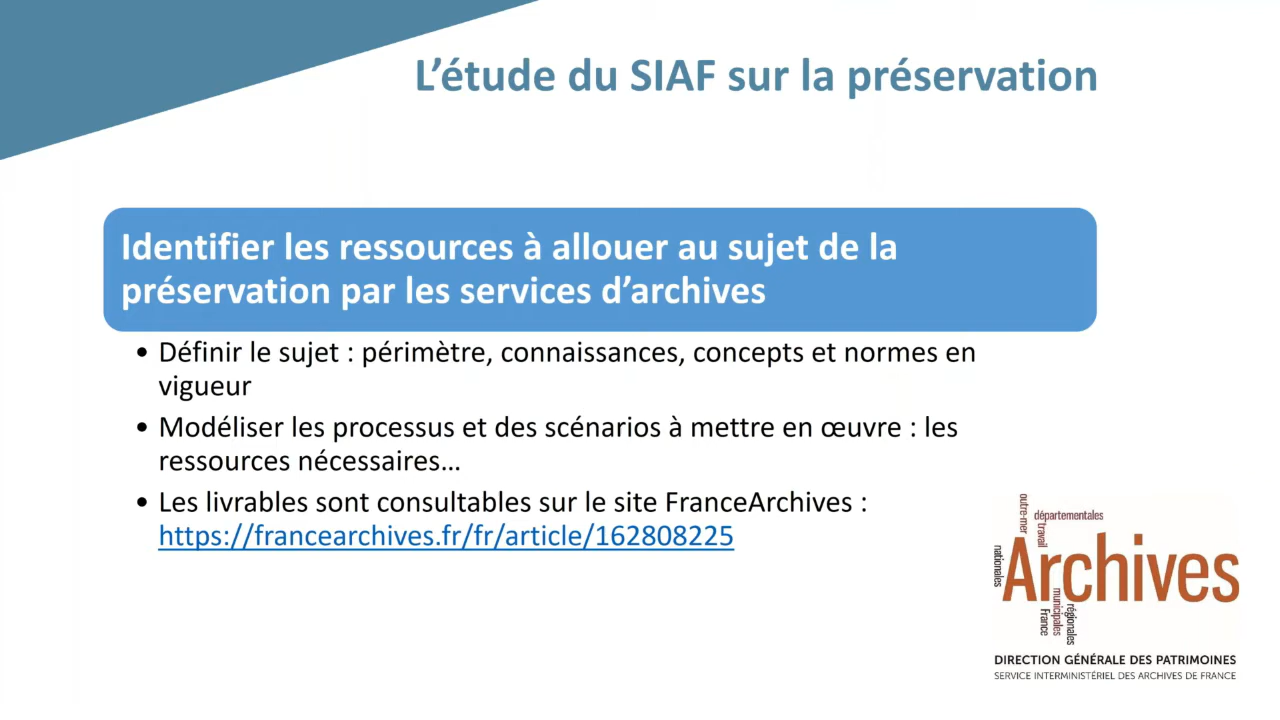 L’étude du SIAF sur la préservation
Identifier les ressources à allouer au sujet de la
préservation par les services d’archives
• Définir le sujet : périmètre, connaissances, concepts et normes en
vigueur
• Modéliser les processus et des scénarios à mettre en œuvre : les
ressources nécessaires…
• Les livrables sont consultables sur le site FranceArchives :
https://francearchives.fr/fr/article/162808225
outre-mer
départementales
travail
nationales
Archives
municipales
régionales
France
DIRECTION GÉNÉRALE DES PATRIMOINES
SERVICE INTERMINISTÉRIEL DES ARCHIVES DE FRANCE